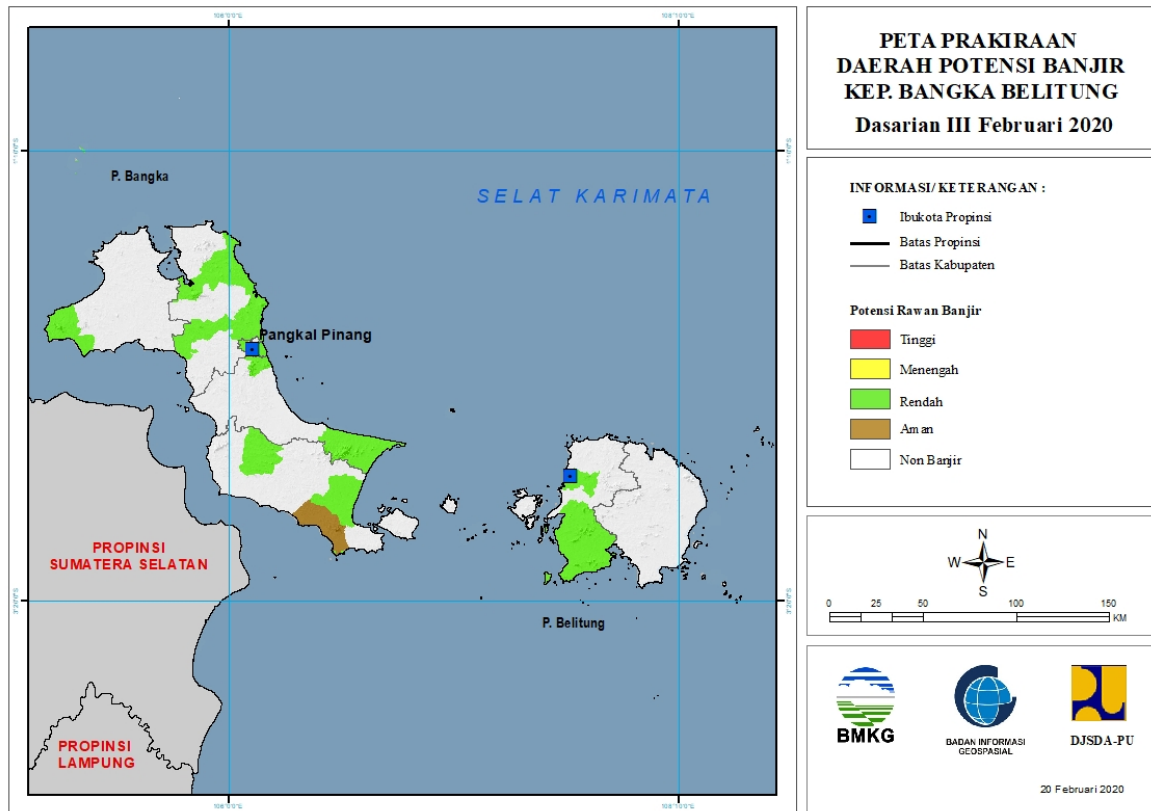 PETA PRAKIRAAN
DAERAH POTENSI BANJIR
KEP. BANGKA BELITUNG
Dasarian III Februari 2020
INFORMASI/ KETERANGAN :
Ibukota Propinsi
Batas Propinsi
Batas Kabupaten
Potensi Rawan Banjir
Tinggi
Menengah
Rendah
Aman
Non Banjir
N
W E
S
0 25 50 100 150
KM
BMKG
BADAN INFORMASI
GEOSPASIAL
DJSDA-PU
20 Februari 2020
P. Bangka
SELAT KARIMATA
Pangkal Pinang
PROPINSI
SUMATERA SELATAN
P. Belitung
PROPINSI
LAMPUNG